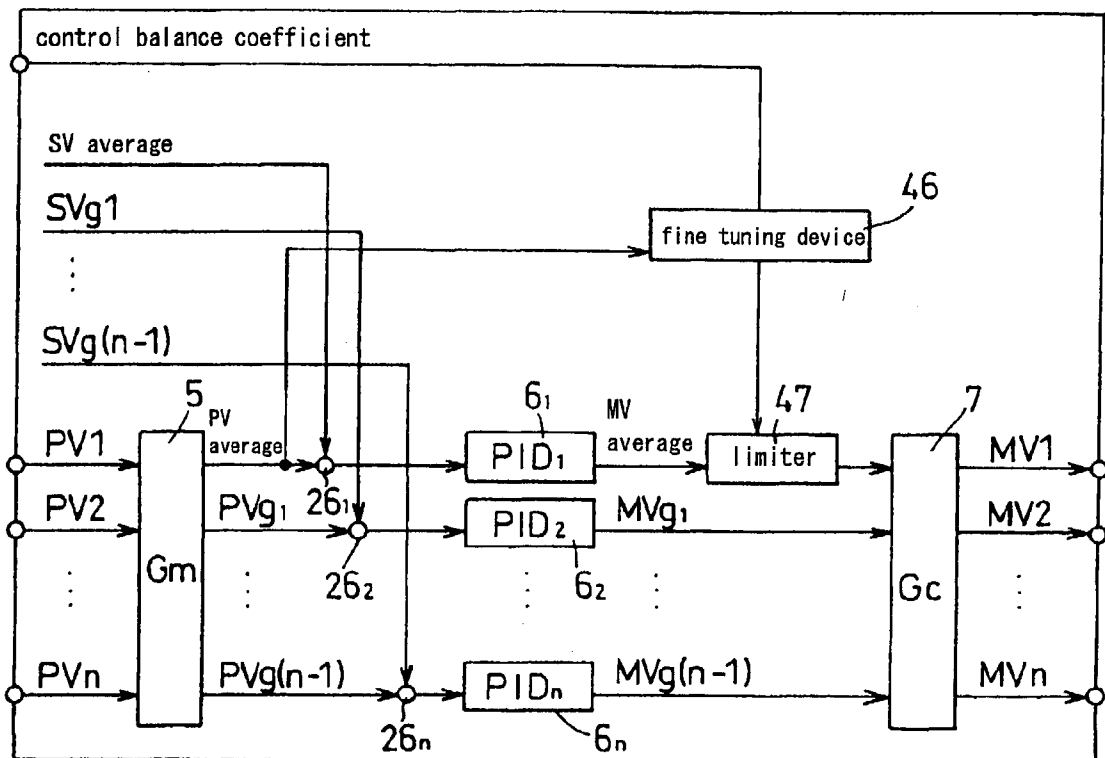 control balance coefficient
SV average
SVg1
⋮
SVg(n-1)
46
fine tuning device
5
PV
average
6₁
MV
average
47
7
PV1
PID₁
limiter
MV1
26₁
PV2
PVg₁
PID₂
MVg₁
MV2
Gm
26₂
6₂
Gc
⋮ ⋮ ⋮ ⋮ ⋮
PVn
PVg(n-1)
PIDₙ
MVg(n-1)
MVn
26ₙ
6ₙ